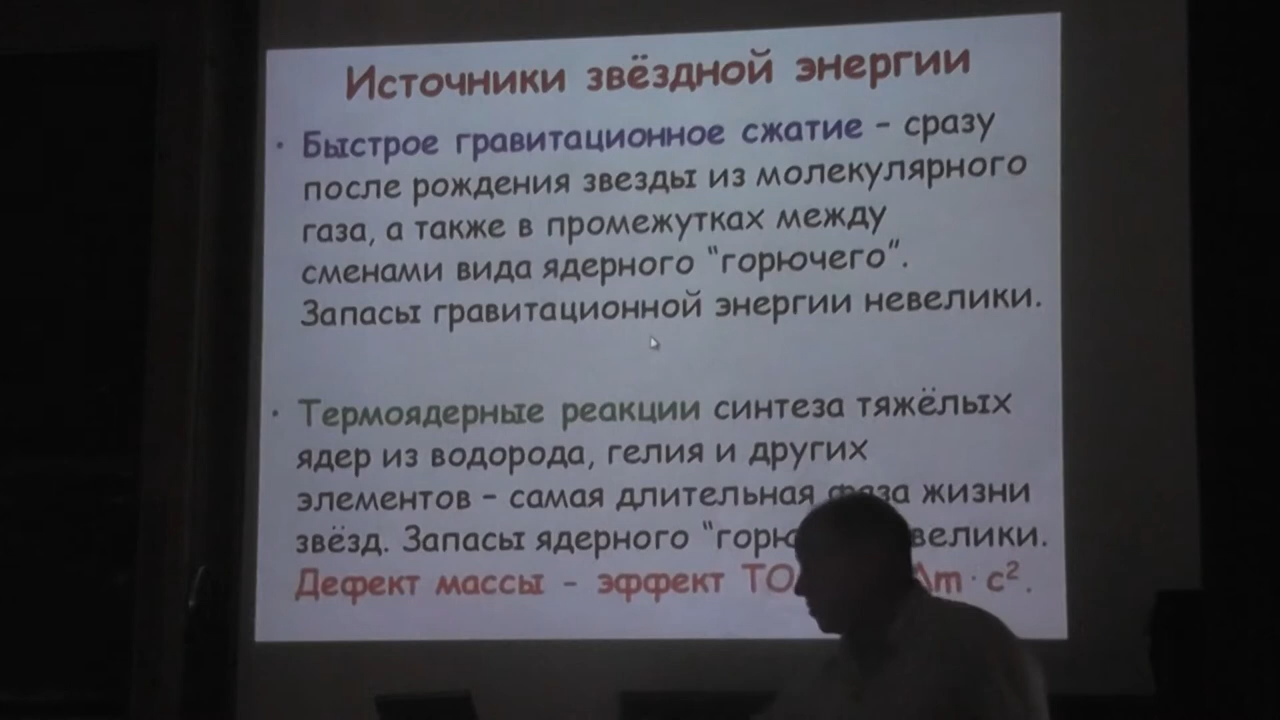 Источники звёздной энергии
• Быстрое гравитационное сжатие – сразу
после рождения звезды из молекулярного
газа, а также в промежутках между
сменами вида ядерного "горючего".
Запасы гравитационной энергии невелики.
• Термоядерные реакции синтеза тяжёлых
ядер из водорода, гелия и других
элементов – самая длительная фаза жизни
звёзд. Запасы ядерного велики.
Дефект массы – эффект Δm·c².